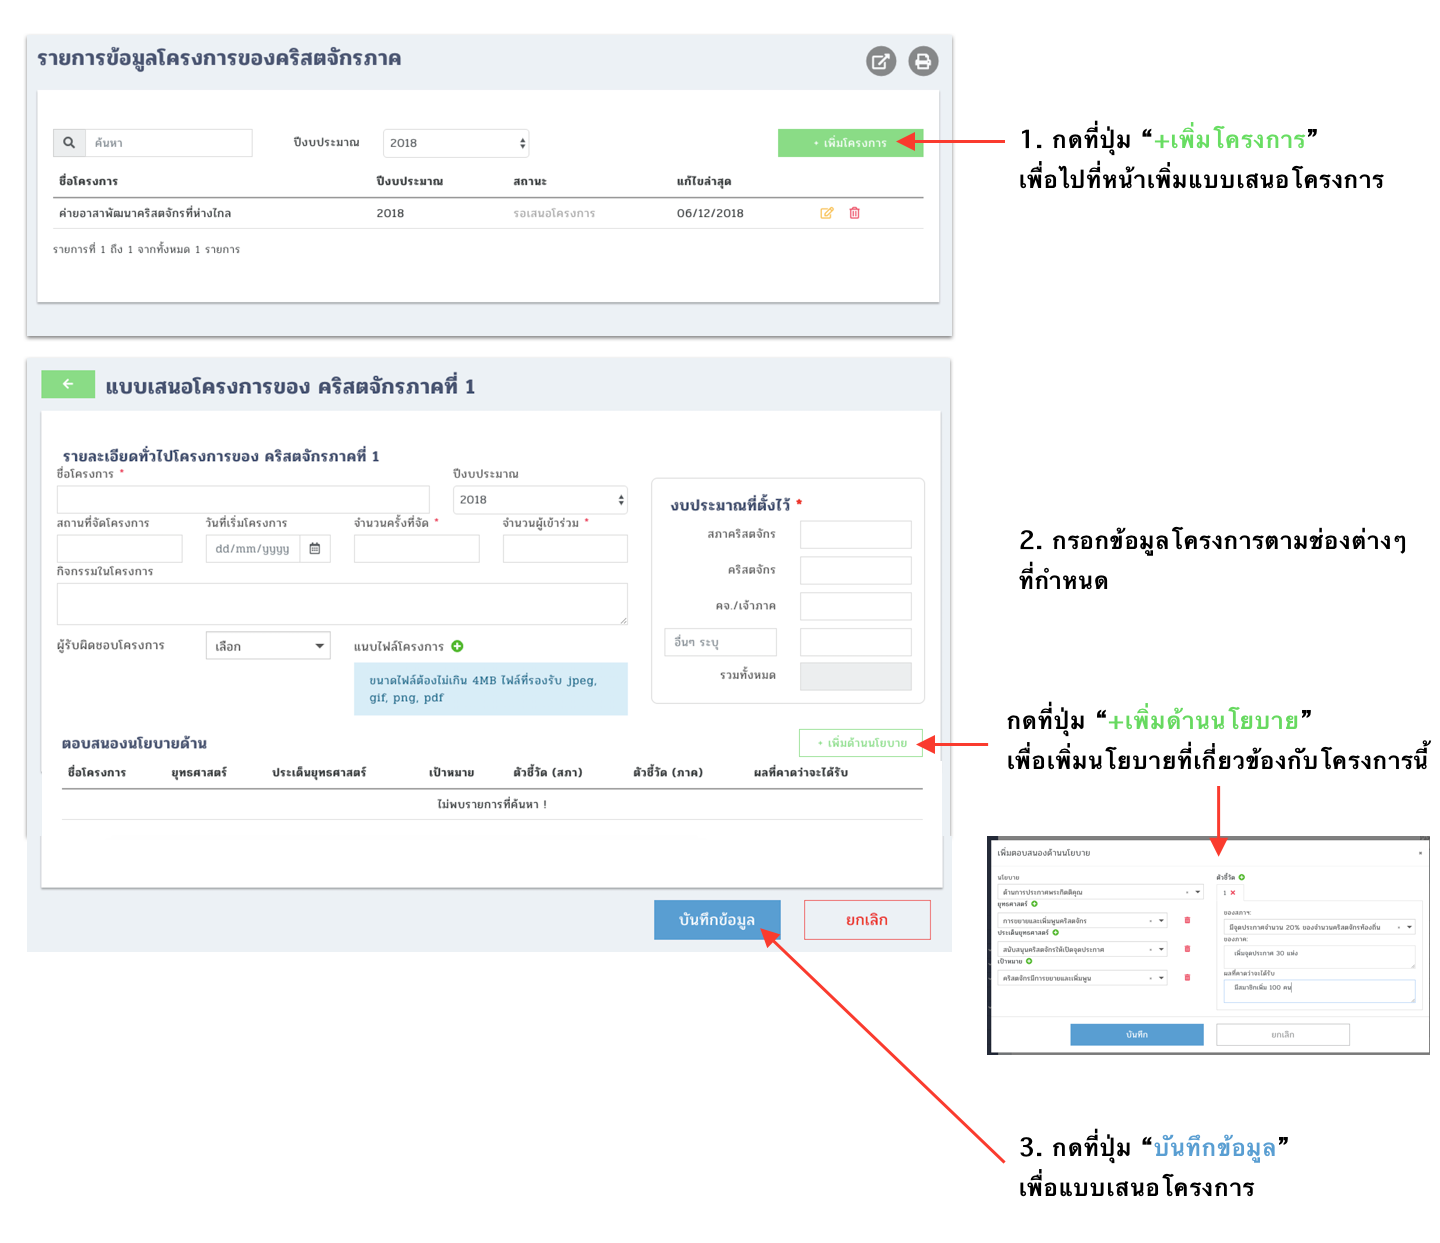 รายการข้อมูลโครงการของคริสตจักรภาค
ค้นหา
ปีงบประมาณ
2018
+ เพิ่มโครงการ
ชื่อโครงการ ปีงบประมาณ สถานะ แก้ไขล่าสุด
ค่ายอาสาพัฒนาคริสตจักรที่ห่างไกล 2018 รอเสนอโครงการ 06/12/2018
รายการที่ 1 ถึง 1 จากทั้งหมด 1 รายการ
1. กดที่ปุ่ม “+เพิ่มโครงการ”
เพื่อไปที่หน้าเพิ่มแบบเสนอโครงการ
แบบเสนอโครงการของ คริสตจักรภาคที่ 1
รายละเอียดทั่วไปโครงการของ คริสตจักรภาคที่ 1
ชื่อโครงการ *
ปีงบประมาณ
2018
สถานที่จัดโครงการ
วันที่เริ่มโครงการ
จำนวนครั้งที่จัด *
จำนวนผู้เข้าร่วม *
dd/mm/yyyy
กิจกรรมในโครงการ
ผู้รับผิดชอบโครงการ
เลือก
แนบไฟล์โครงการ
ขนาดไฟล์ต้องไม่เกิน 4MB ไฟล์ที่รองรับ jpeg,
gif, png, pdf
งบประมาณที่ตั้งไว้ *
สภาคริสตจักร
คริสตจักร
คจ./เจ้าภาค
อื่นๆ ระบุ
รวมทั้งหมด
2. กรอกข้อมูลโครงการตามช่องต่างๆ
ที่กำหนด
ตอบสนองนโยบายด้าน
+ เพิ่มด้านนโยบาย
ชื่อโครงการ ยุทธศาสตร์ ประเด็นยุทธศาสตร์ เป้าหมาย ตัวชี้วัด (สภา) ตัวชี้วัด (ภาค) ผลที่คาดว่าจะได้รับ
ไม่พบรายการที่ค้นหา !
บันทึกข้อมูล
ยกเลิก
กดที่ปุ่ม “+เพิ่มด้านนโยบาย”
เพื่อเพิ่มนโยบายที่เกี่ยวข้องกับโครงการนี้
เพิ่มตอบสนองด้านนโยบาย
×
นโยบาย
ด้านการประกาศพระกิตติคุณ
ยุทธศาสตร์
การขยายและเพิ่มพูนคริสตจักร
ประเด็นยุทธศาสตร์
สนับสนุนคริสตจักรให้เปิดจุดประกาศ
เป้าหมาย
คริสตจักรมีการขยายและเพิ่มพูน
ตัวชี้วัด
1 ×
ของสภาฯ:
มีจุดประกาศจำนวน 20% ของจำนวนคริสตจักรท้องถิ่น
ของภาค:
เพิ่มจุดประกาศ 30 แห่ง
ผลที่คาดว่าจะได้รับ
มีสมาชิกเพิ่ม 100 คน
บันทึก
ยกเลิก
3. กดที่ปุ่ม “บันทึกข้อมูล”
เพื่อแบบเสนอโครงการ